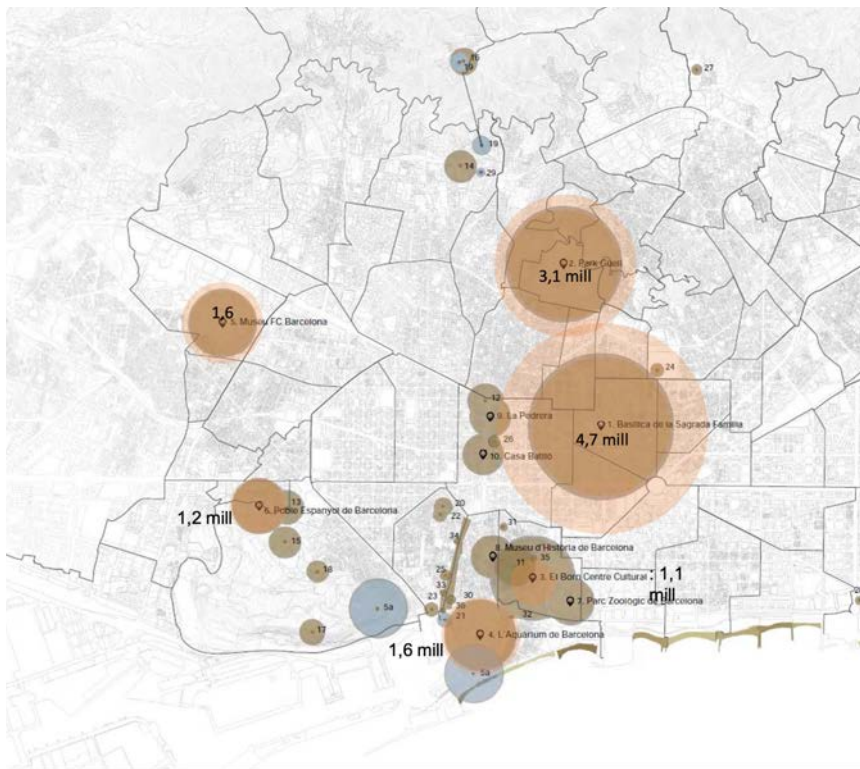 19
27
19
14
29
2. Park Güell
3,1 mill
1,6
5. Museu FC Barcelona
24
12
9. La Pedrera
1. Basílica de la Sagrada Família
26
4,7 mill
10. Casa Batlló
13
6. Poble Espanyol de Barcelona
1,2 mill
20
22
31
15
34
8. Museu d'Història de Barcelona
35
11
18
25
3. El Born Centre Cultural
: 1,1
mill
33
30
7. Parc Zoològic de Barcelona
5a
23
21
32
17
4. L'Aquàrium de Barcelona
1,6 mill
5a